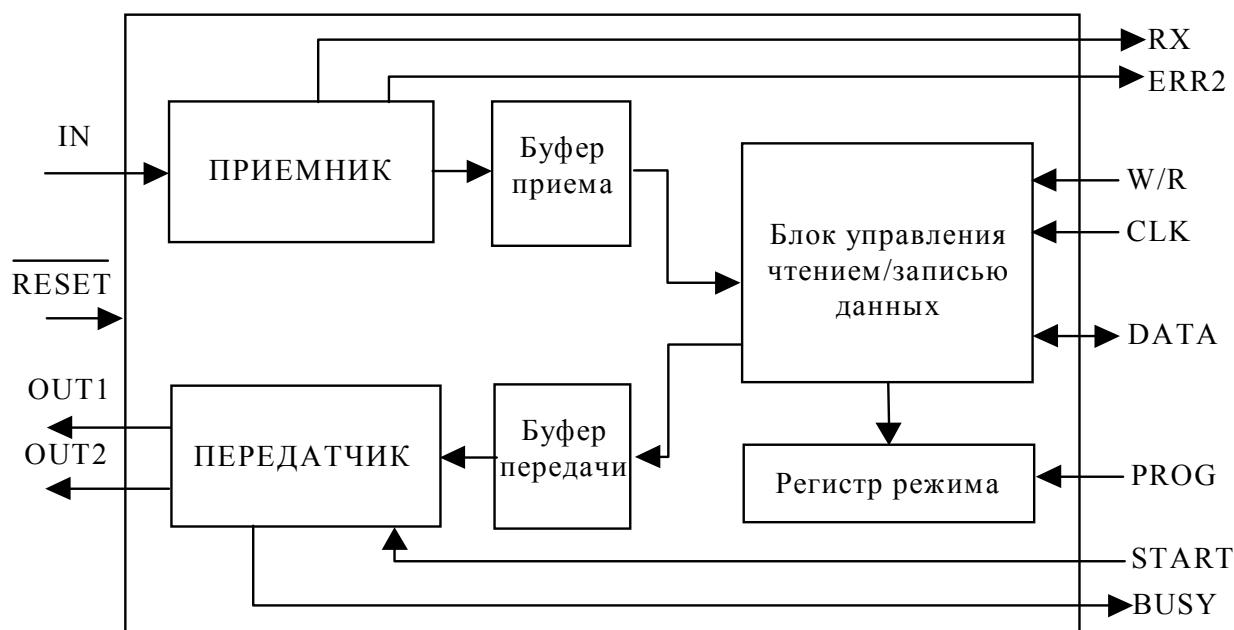 RX
ERR2
IN
ПРИЕМНИК
Буфер
приема
W/R
CLK
Блок управления
чтением/записью
данных
RESET
DATA
OUT1
OUT2
ПЕРЕДАТЧИК
Буфер
передачи
Регистр режима
PROG
START
BUSY